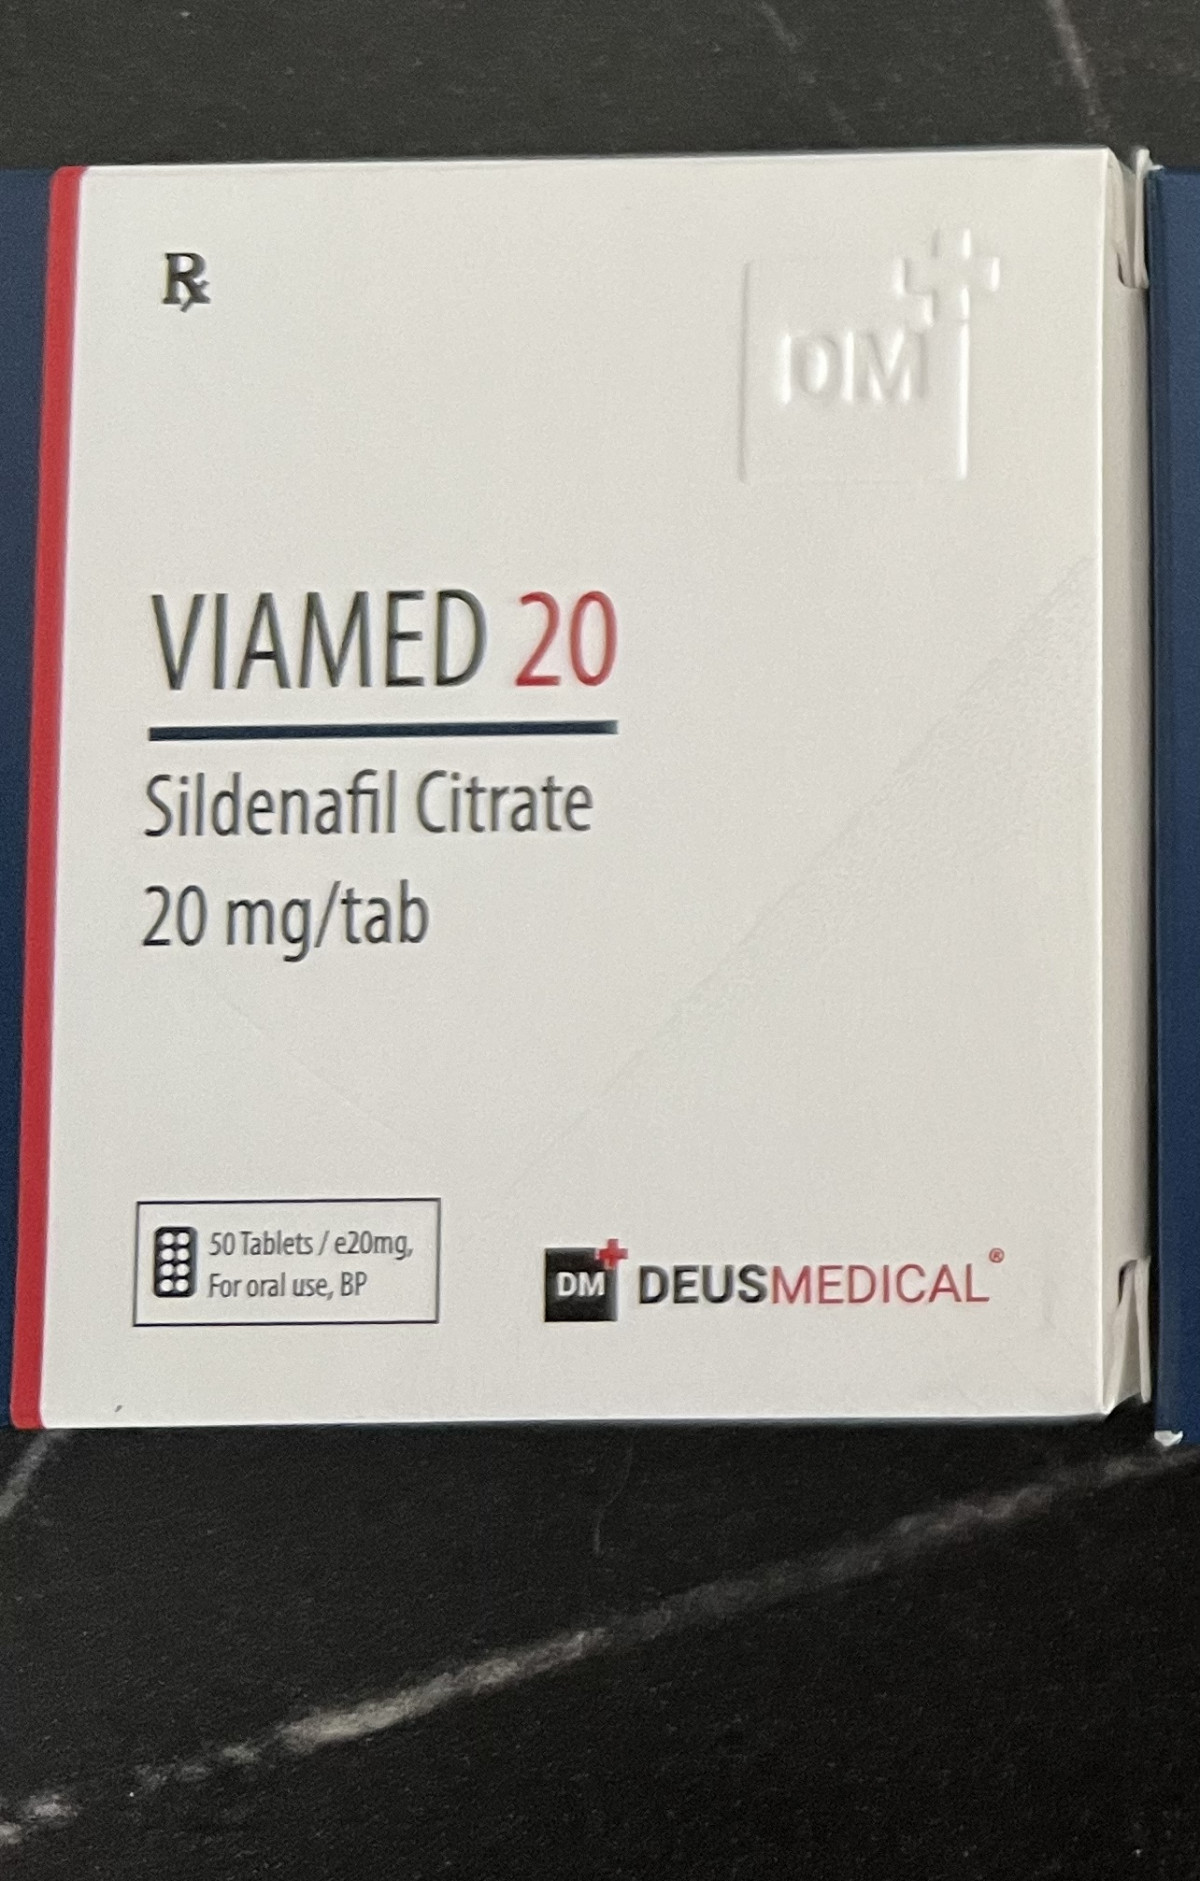 ℞
DM
VIAMED 20
Sildenafil Citrate
20 mg/tab
50 Tablets / e20mg,
For oral use, BP
DM DEUSMEDICAL®